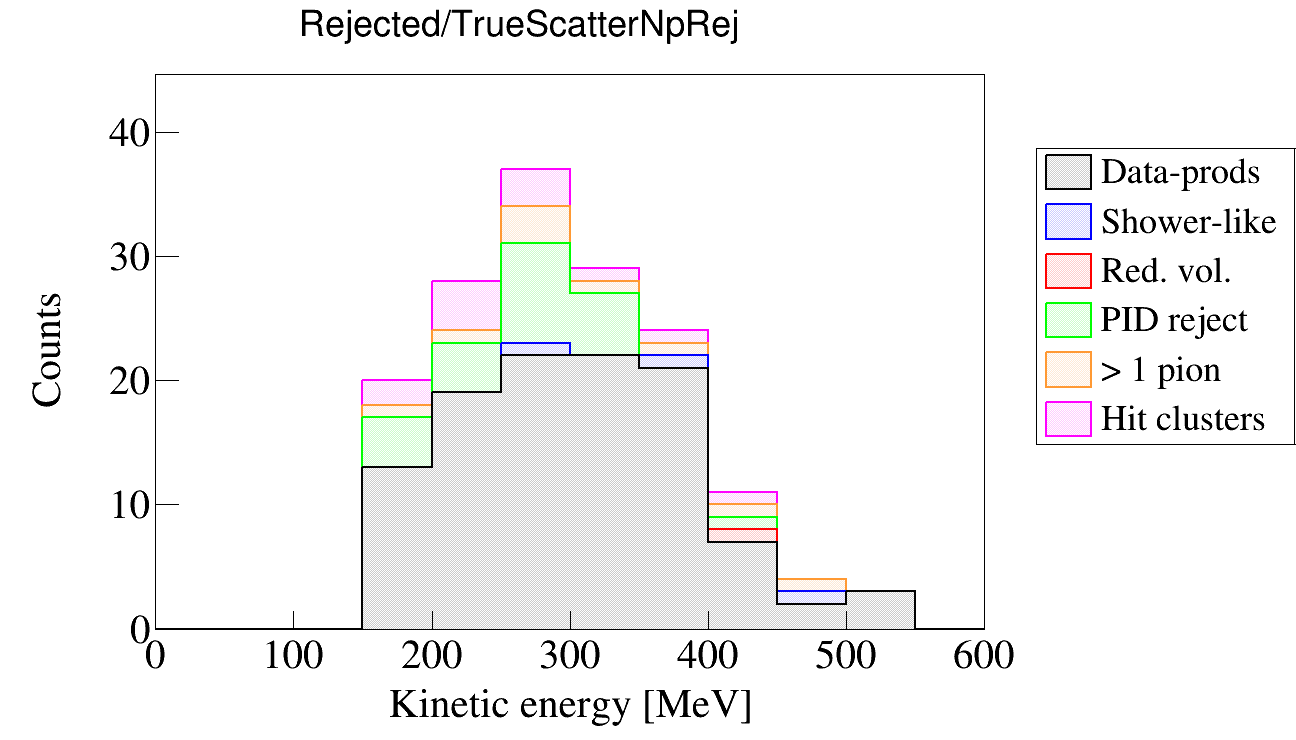 Rejected/TrueScatterNpRej
40
30
20
10
0
Counts
0 100 200 300 400 500 600
Kinetic energy [MeV]
Data-prods
Shower-like
Red. vol.
PID reject
> 1 pion
Hit clusters